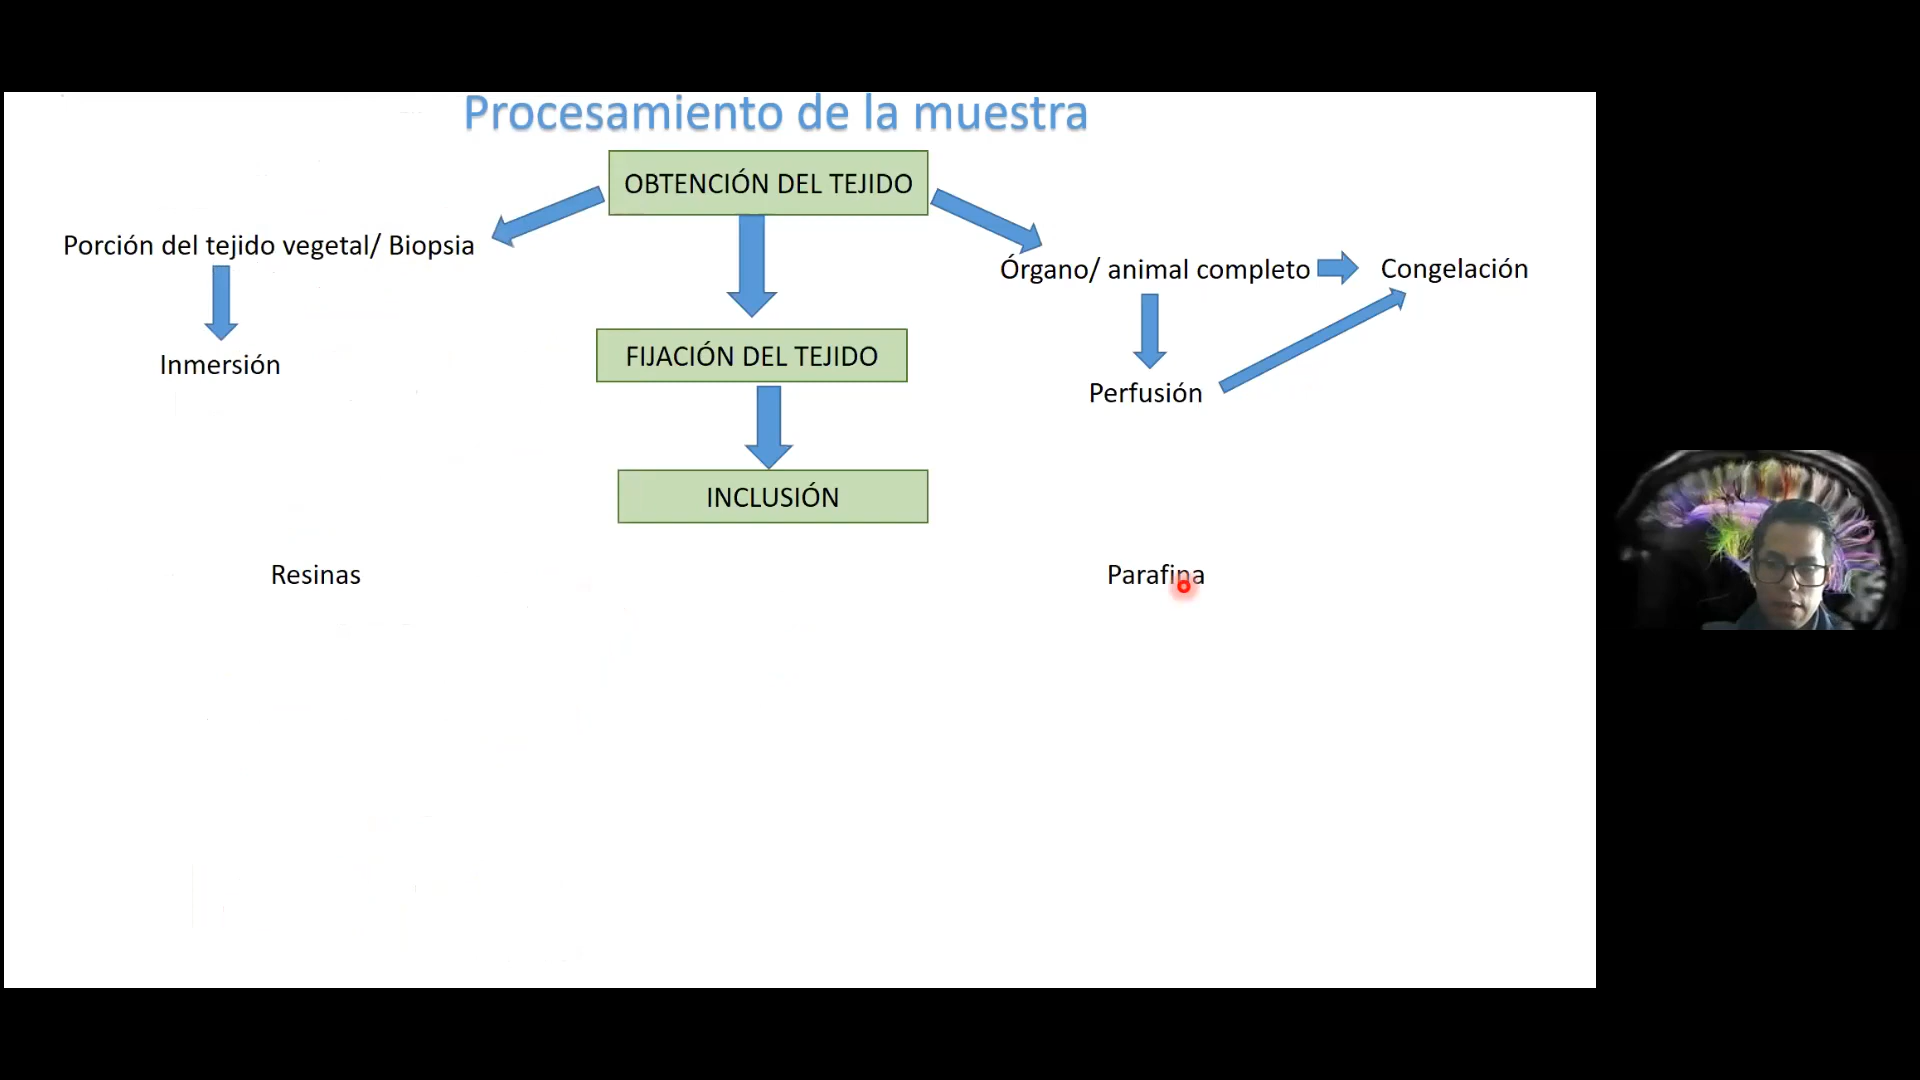 Procesamiento de la muestra
OBTENCIÓN DEL TEJIDO
Porción del tejido vegetal/ Biopsia
Órgano/ animal completo
Congelación
Inmersión
FIJACIÓN DEL TEJIDO
Perfusión
INCLUSIÓN
Resinas
Parafina